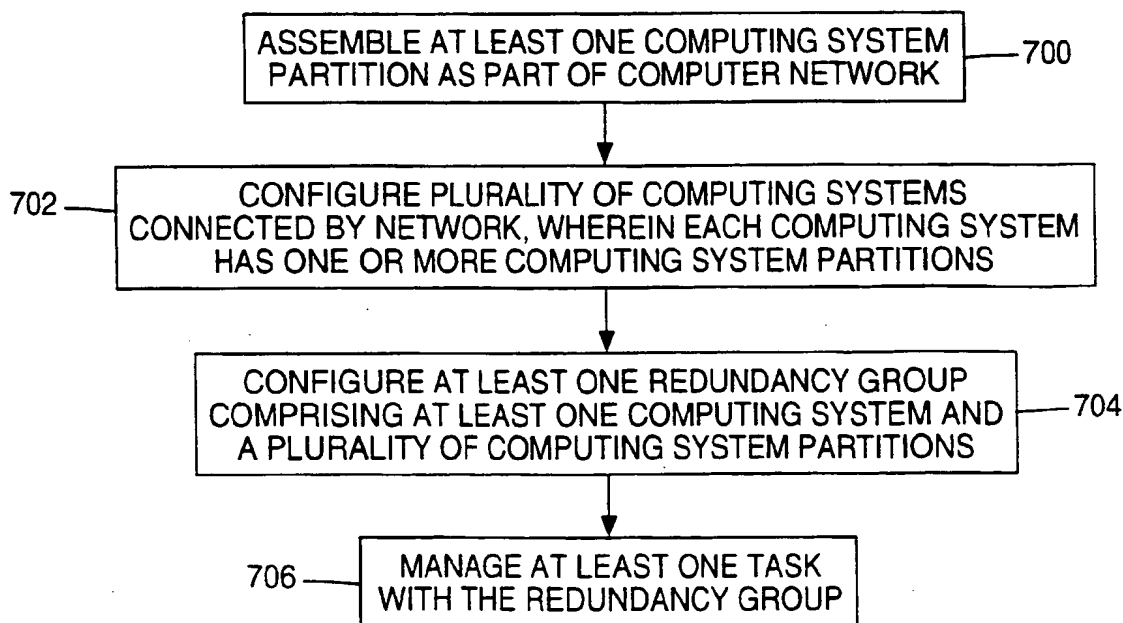 ASSEMBLE AT LEAST ONE COMPUTING SYSTEM
PARTITION AS PART OF COMPUTER NETWORK
700
702
CONFIGURE PLURALITY OF COMPUTING SYSTEMS
CONNECTED BY NETWORK, WHEREIN EACH COMPUTING SYSTEM
HAS ONE OR MORE COMPUTING SYSTEM PARTITIONS
CONFIGURE AT LEAST ONE REDUNDANCY GROUP
COMPRISING AT LEAST ONE COMPUTING SYSTEM AND
A PLURALITY OF COMPUTING SYSTEM PARTITIONS
704
706
MANAGE AT LEAST ONE TASK
WITH THE REDUNDANCY GROUP